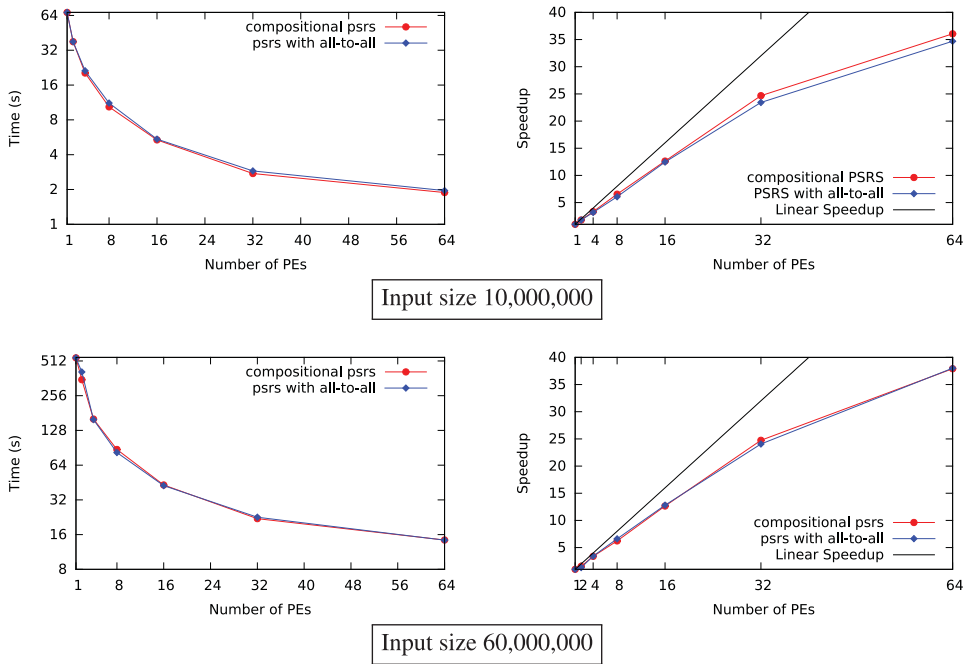 64
32
16
8
4
2
1
Time (s)
compositional psrs
psrs with all-to-all
1 8 16 24 32 40 48 56 64
Number of PEs
40
35
30
25
20
15
10
5
Speedup
compositional PSRS
PSRS with all-to-all
Linear Speedup
1 4 8 16 32 64
Number of PEs
Input size 10,000,000
512
256
128
64
32
16
8
Time (s)
compositional psrs
psrs with all-to-all
1 8 16 24 32 40 48 56 64
Number of PEs
40
35
30
25
20
15
10
5
Speedup
compositional psrs
psrs with all-to-all
Linear Speedup
12 4 8 16 32 64
Number of PEs
Input size 60,000,000